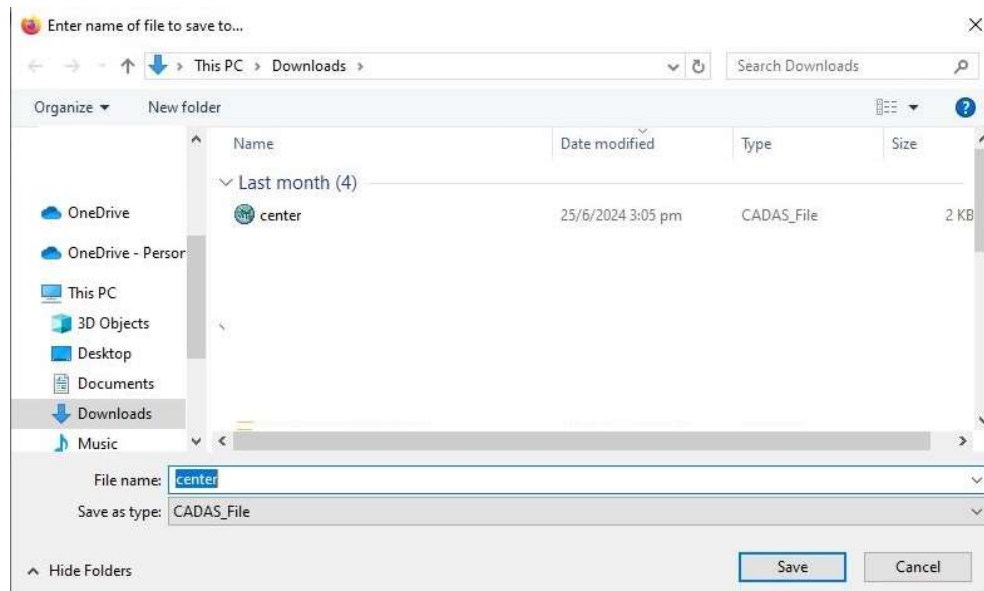 Enter name of file to save to...
This PC > Downloads >
Search Downloads
Organize
New folder
Name
Date modified
Type
Size
Last month (4)
center
25/6/2024 3:05 pm
CADAS_File
2 KB
OneDrive
OneDrive - Person
This PC
3D Objects
Desktop
Documents
Downloads
Music
File name: center
Save as type: CADAS_File
Hide Folders
Save
Cancel